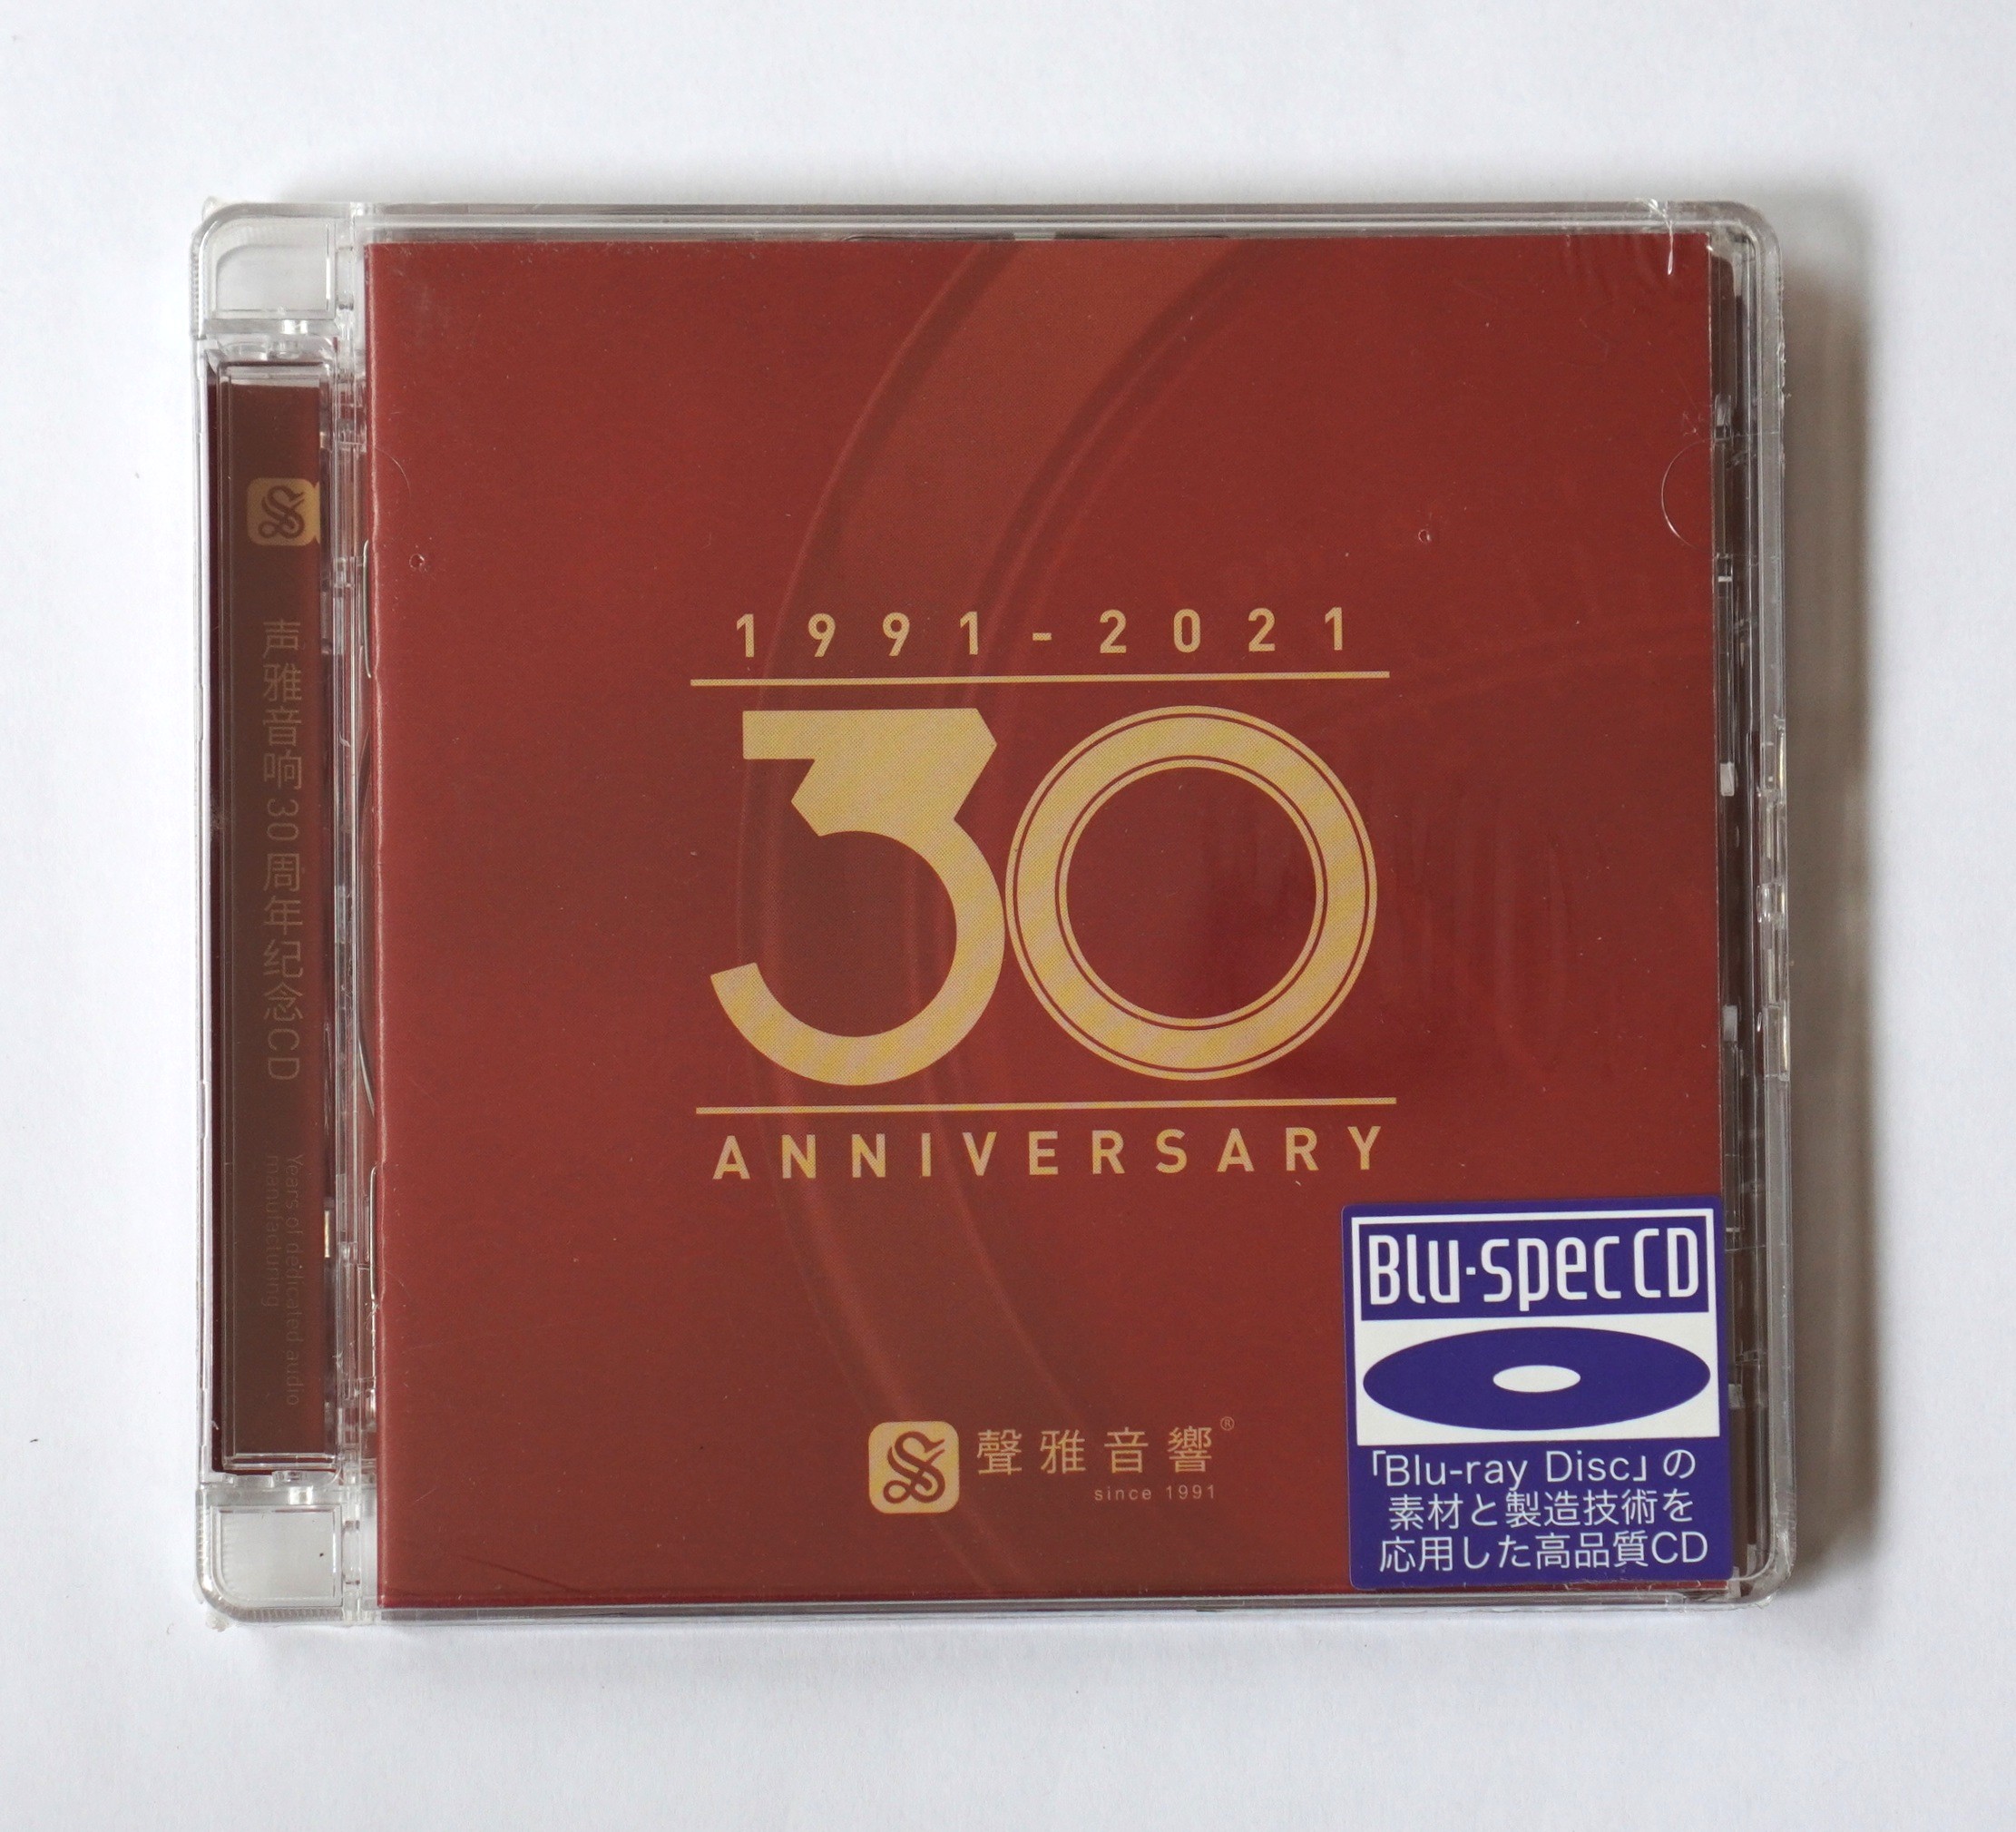 声雅音响30周年纪念CD
Years of dedicated audio
manufacturing
1991-2021
30
ANNIVERSARY
聲雅音響®
since 1991
Blu-spec CD
「Blu-ray Disc」の
素材と製造技術を
応用した高品質CD